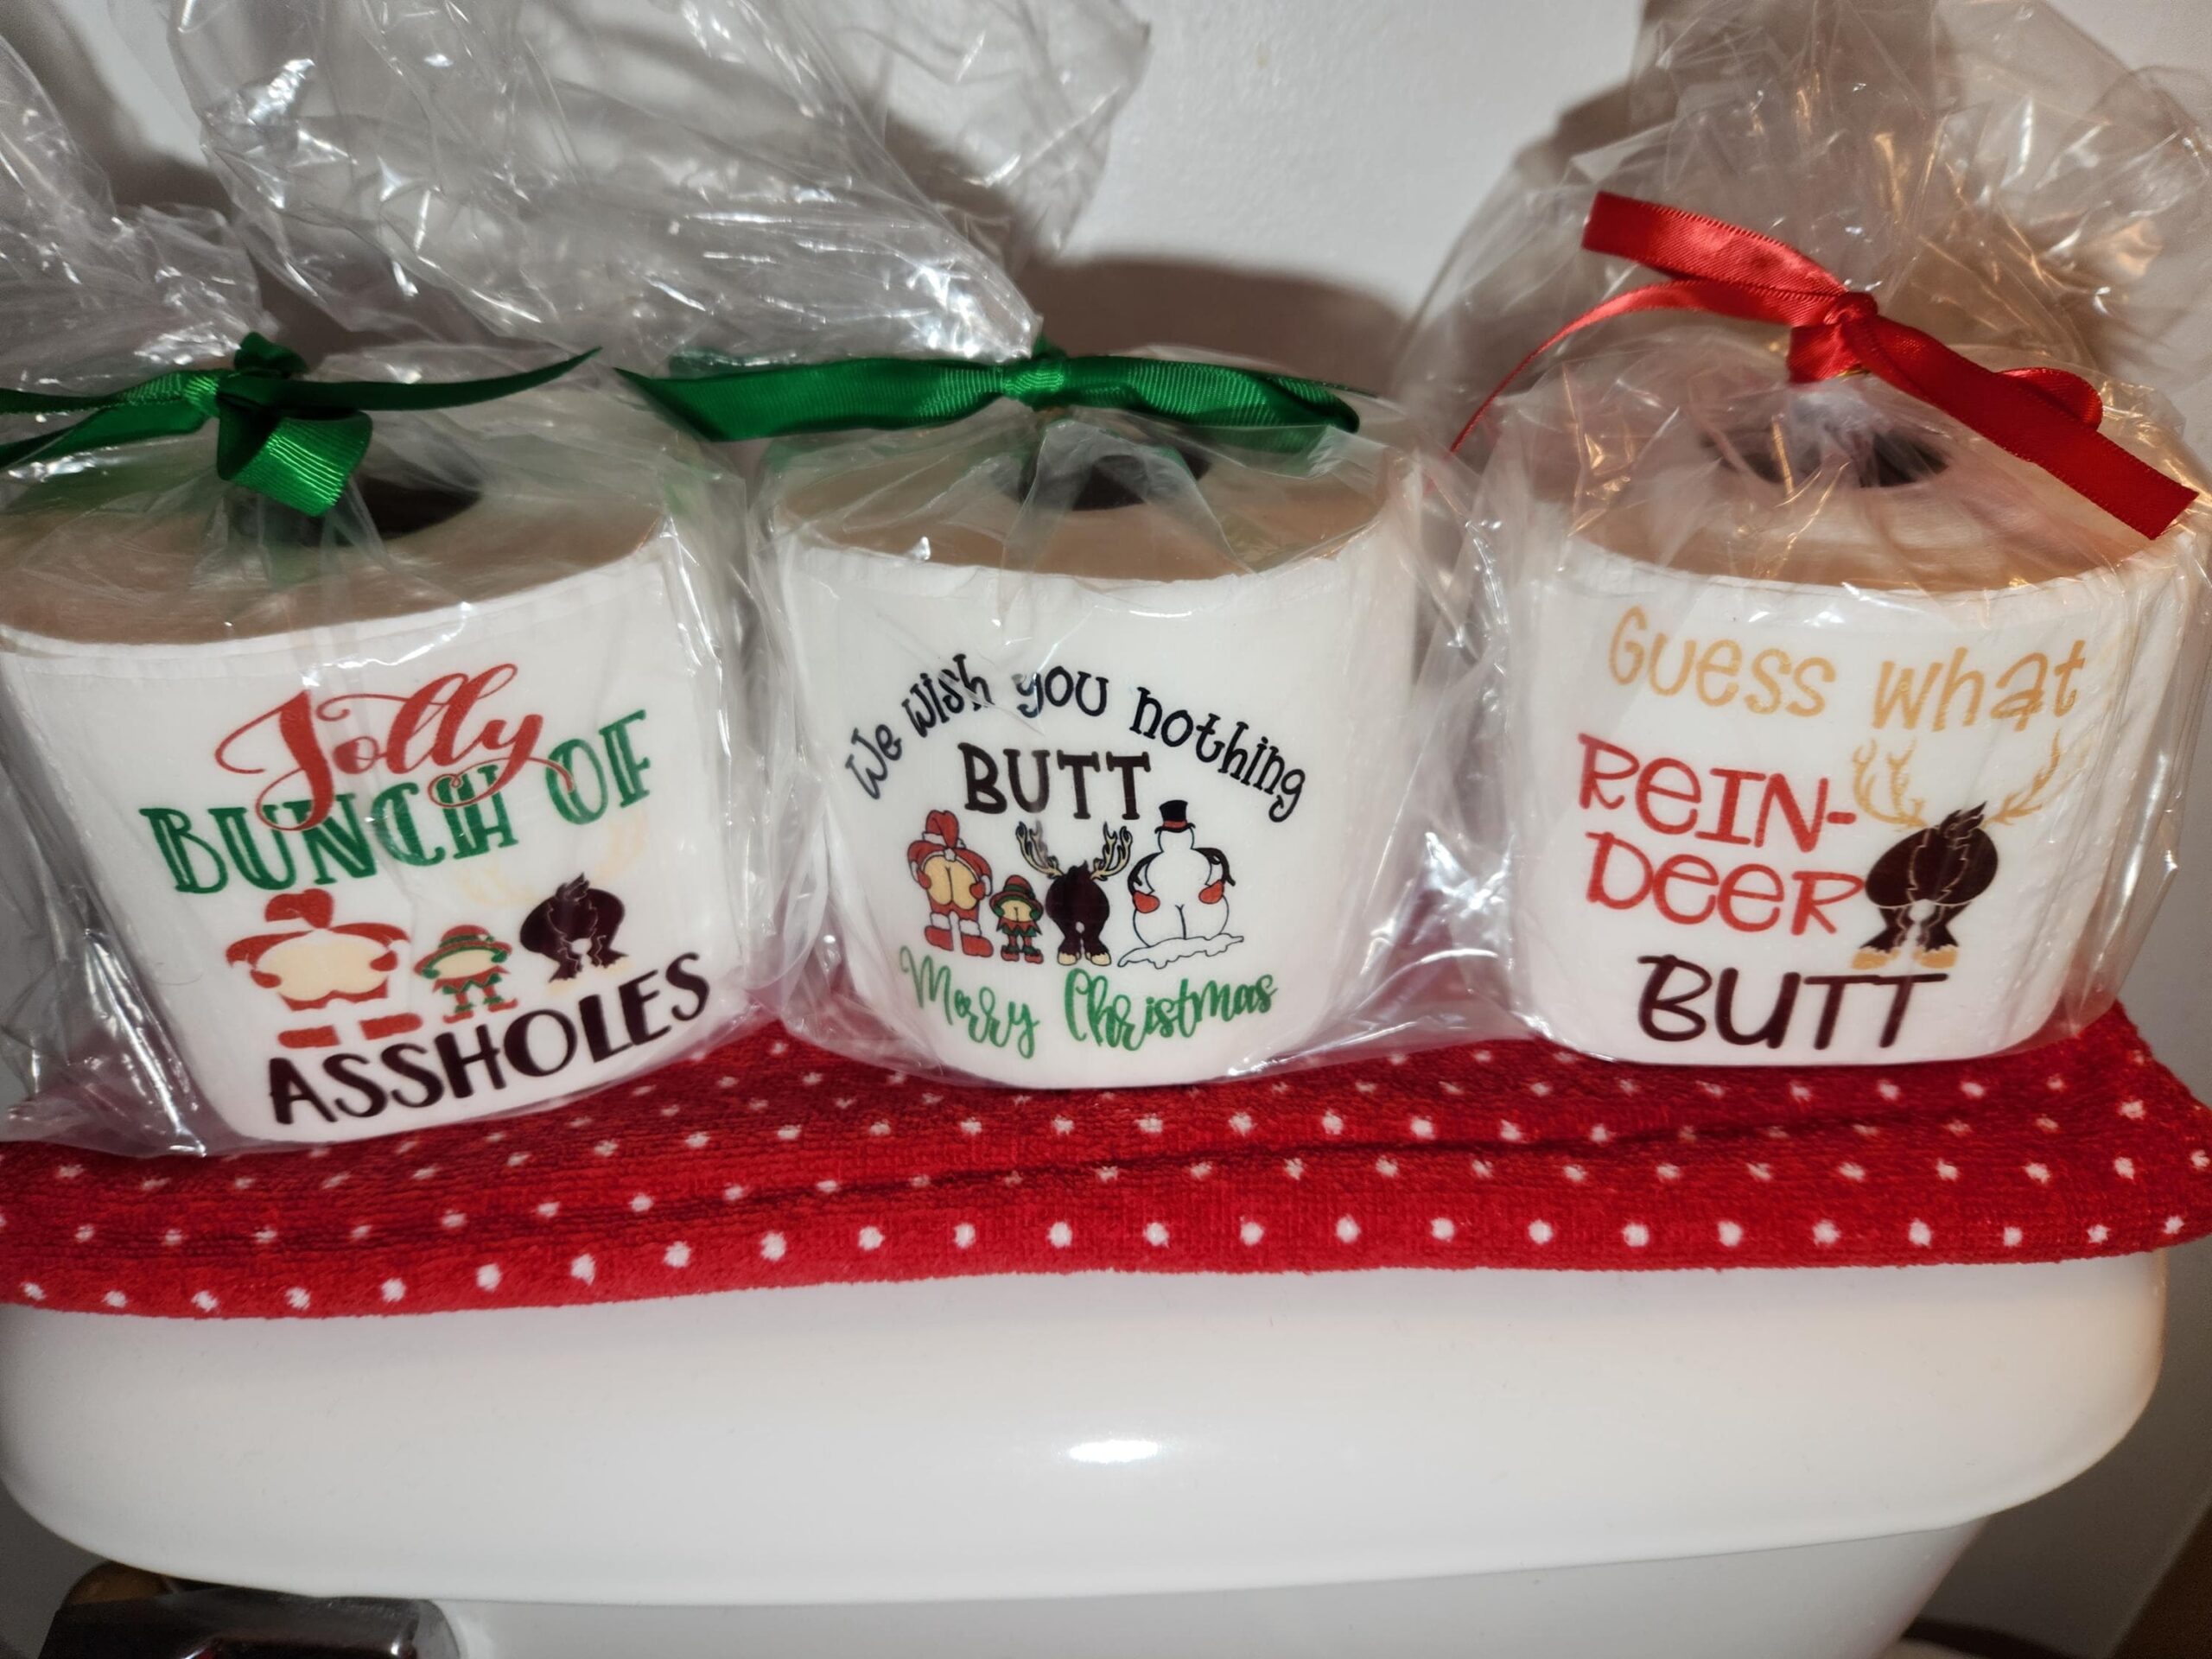 Jolly
BUNCH OF
ASSHOLES
We wish you nothing
BUTT
Merry Christmas
Guess what
REIN-
DEER
BUTT